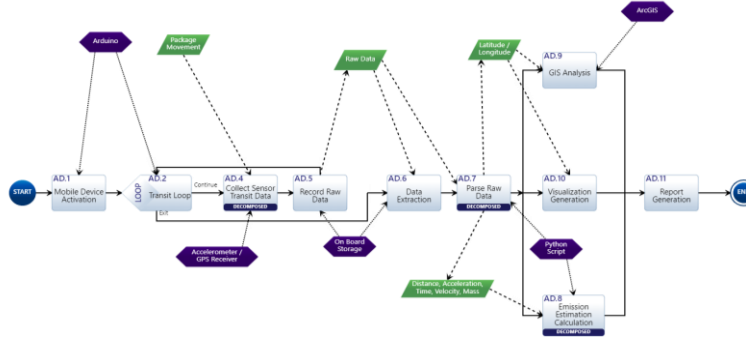 Arduino
Package
Movement
Raw Data
Latitude /
Longitude
ArcGIS
AD.9
GIS Analysis
START
AD.1
Mobile Device
Activation
LOOP
AD.2
Transit Loop
Continue
Exit
AD.4
Collect Sensor
Transit Data
DECOMPOSED
AD.5
Record Raw
Data
AD.6
Data
Extraction
AD.7
Parse Raw
Data
DECOMPOSED
AD.10
Visualization
Generation
AD.11
Report
Generation
EN
Accelerometer /
GPS Receiver
On Board
Storage
Python
Script
Distance, Acceleration,
Time, Velocity, Mass
AD.8
Emission
Estimation
Calculation
DECOMPOSED